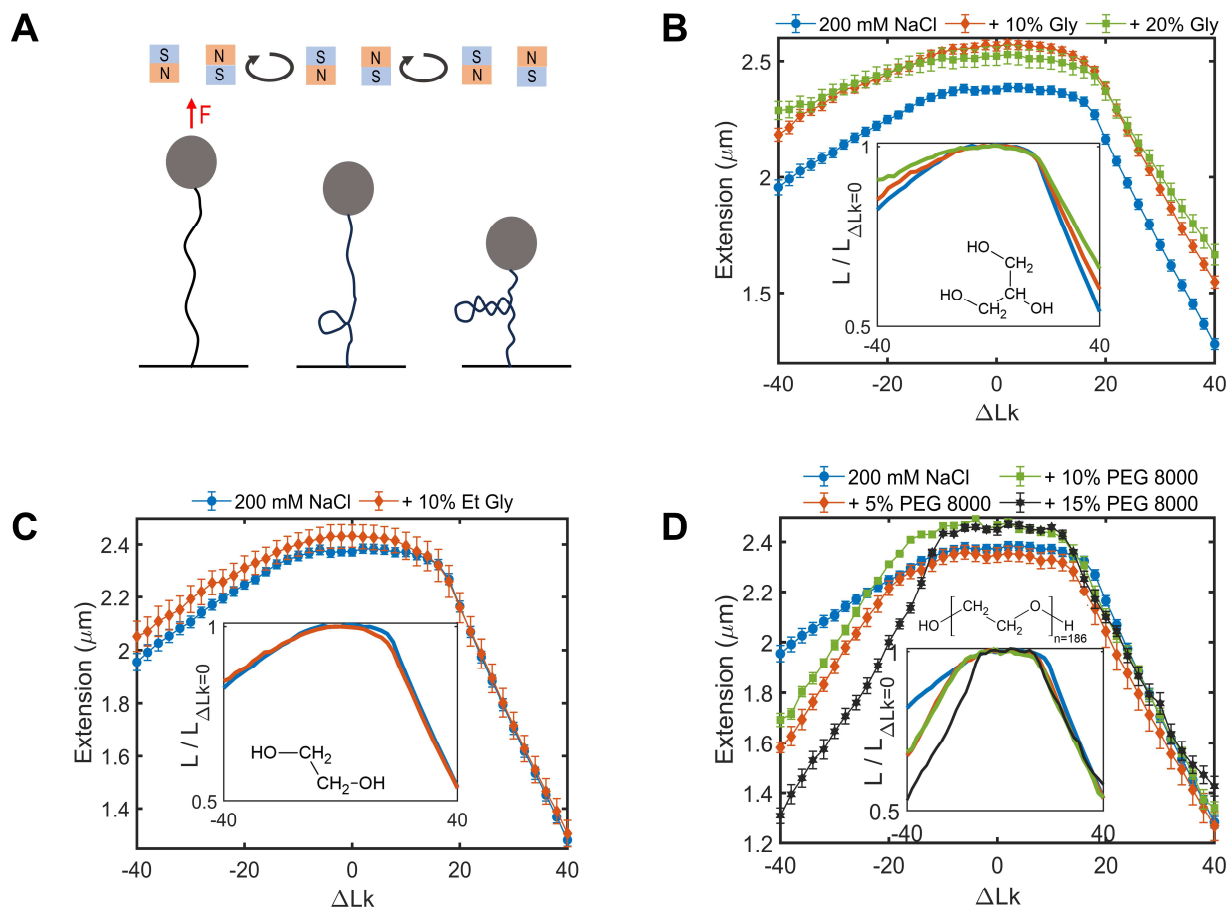 A
S N S N S N
N S N S N S
F
B
200 mM NaCl + 10% Gly + 20% Gly
Extension (μm)
2.5
2
1.5
-40 -20 0 20 40
ΔLk
L / L ΔLk=0
1
0.5
-40 40
HO
CH2
HO CH
CH2 OH
C
200 mM NaCl + 10% Et Gly
Extension (μm)
2.4
2.2
2
1.8
1.6
1.4
-40 -20 0 20 40
ΔLk
L / L ΔLk=0
1
0.5
-40 40
HO—CH2
CH2-OH
D
200 mM NaCl + 10% PEG 8000
+ 5% PEG 8000 + 15% PEG 8000
Extension (μm)
2.4
2.2
2
1.8
1.6
1.4
1.2
-40 -20 0 20 40
ΔLk
CH2 O
HO CH2 H
n=186
L / L ΔLk=0
1
0.5
-40 40